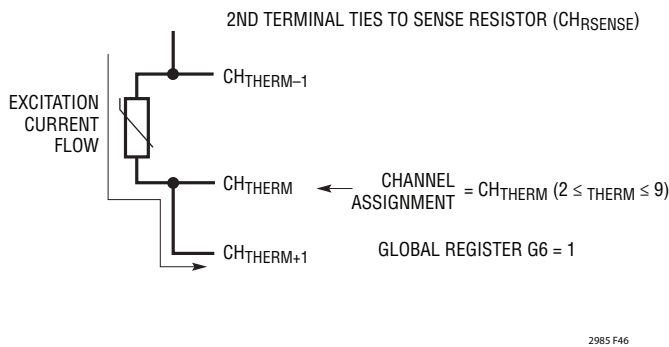 2ND TERMINAL TIES TO SENSE RESISTOR (CHRSENSE)
CHTHERM–1
EXCITATION
CURRENT
FLOW
CHTHERM
CHANNEL
ASSIGNMENT
= CHTHERM (2 ≤ THERM ≤ 9)
CHTHERM+1
GLOBAL REGISTER G6 = 1
2985 F46